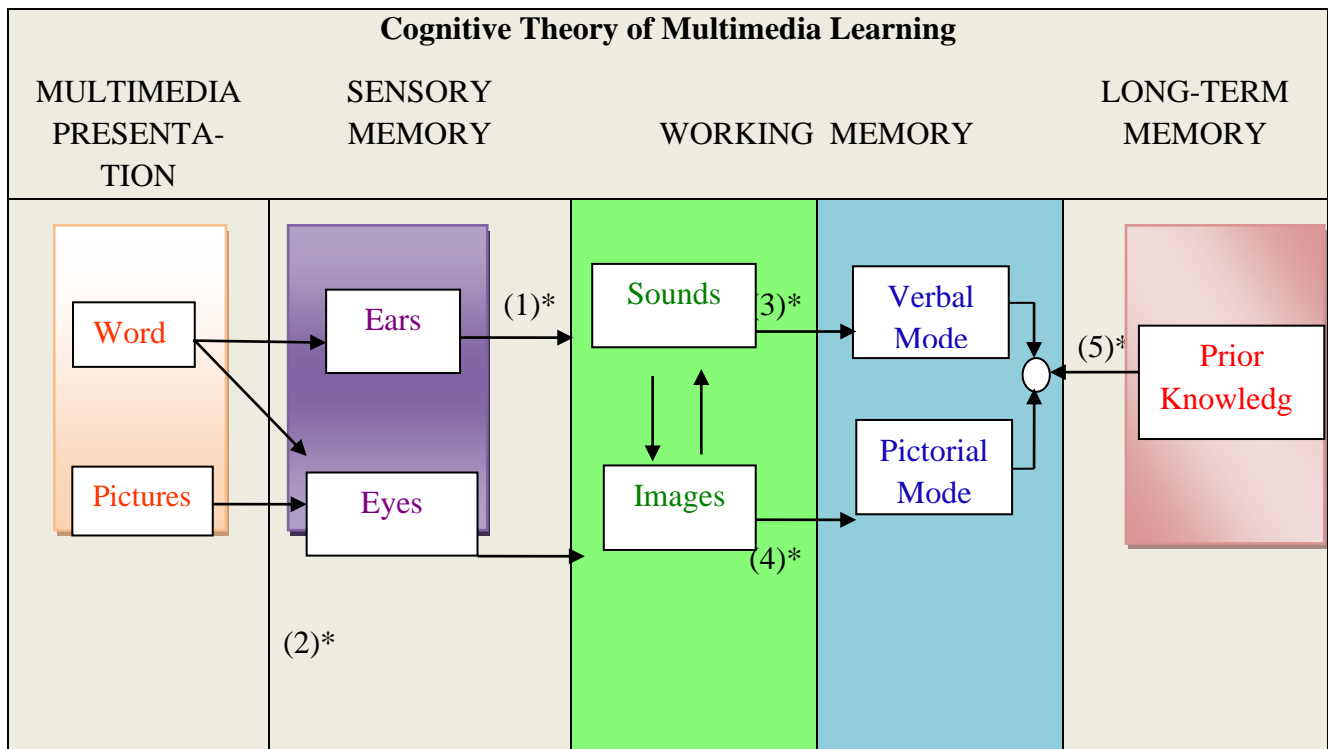 Cognitive Theory of Multimedia Learning
MULTIMEDIA
PRESENTA-
TION
SENSORY
MEMORY
WORKING MEMORY
LONG-TERM
MEMORY
Word
Pictures
Ears
Eyes
(1)*
(2)*
Sounds
Images
(3)*
(4)*
Verbal
Mode
Pictorial
Mode
(5)*
Prior
Knowledg